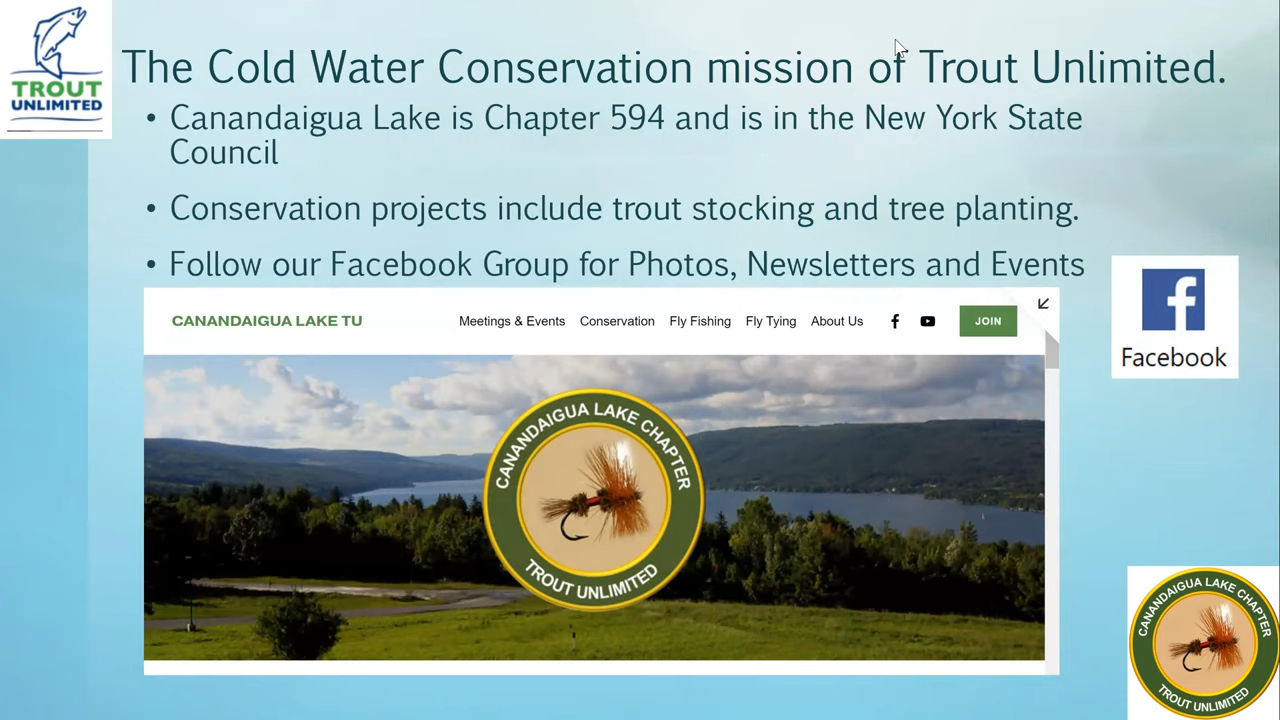 TROUT
UNLIMITED
The Cold Water Conservation mission of Trout Unlimited.
• Canandaigua Lake is Chapter 594 and is in the New York State
Council
• Conservation projects include trout stocking and tree planting.
• Follow our Facebook Group for Photos, Newsletters and Events
CANANDAIGUA LAKE TU
Meetings & Events Conservation Fly Fishing Fly Tying About Us JOIN
CANANDAIGUA LAKE CHAPTER
TROUT UNLIMITED
f
Facebook
CANANDAIGUA LAKE CHAPTER
TROUT UNLIMITED